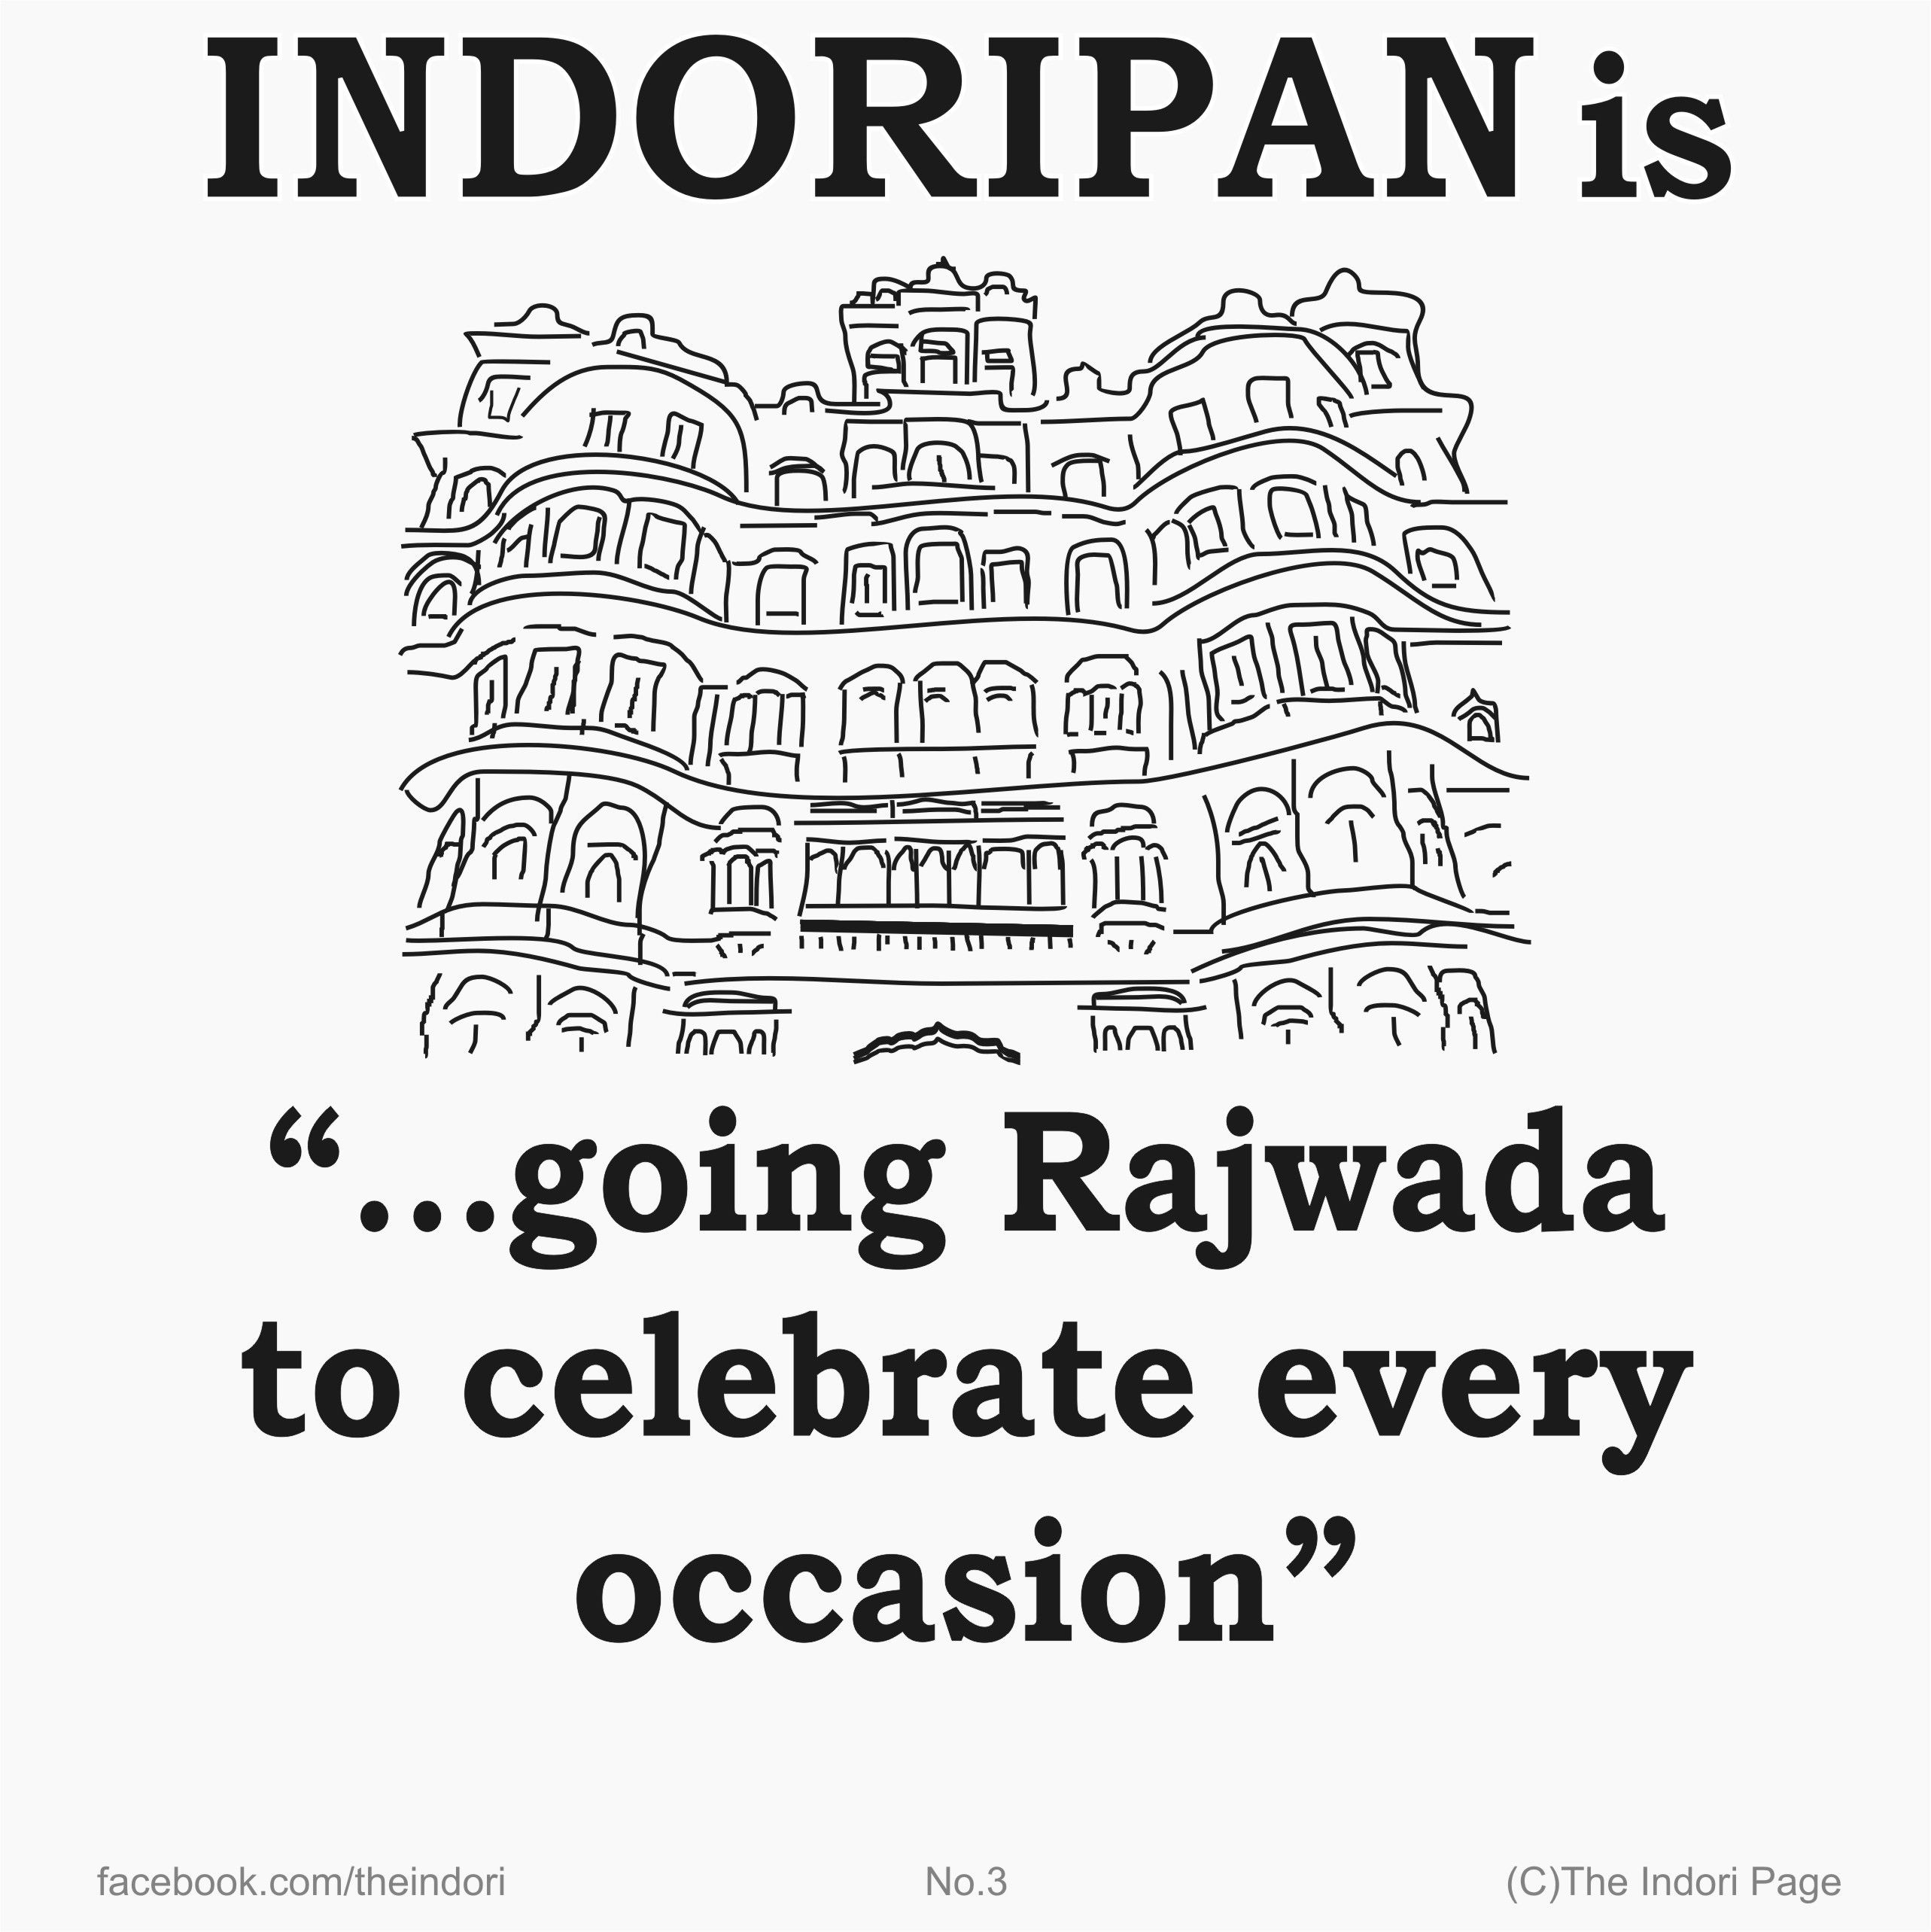 INDORIPAN is
“...going Rajwada
to celebrate every
occasion”
facebook.com/theindori
No.3
(C)The Indori Page